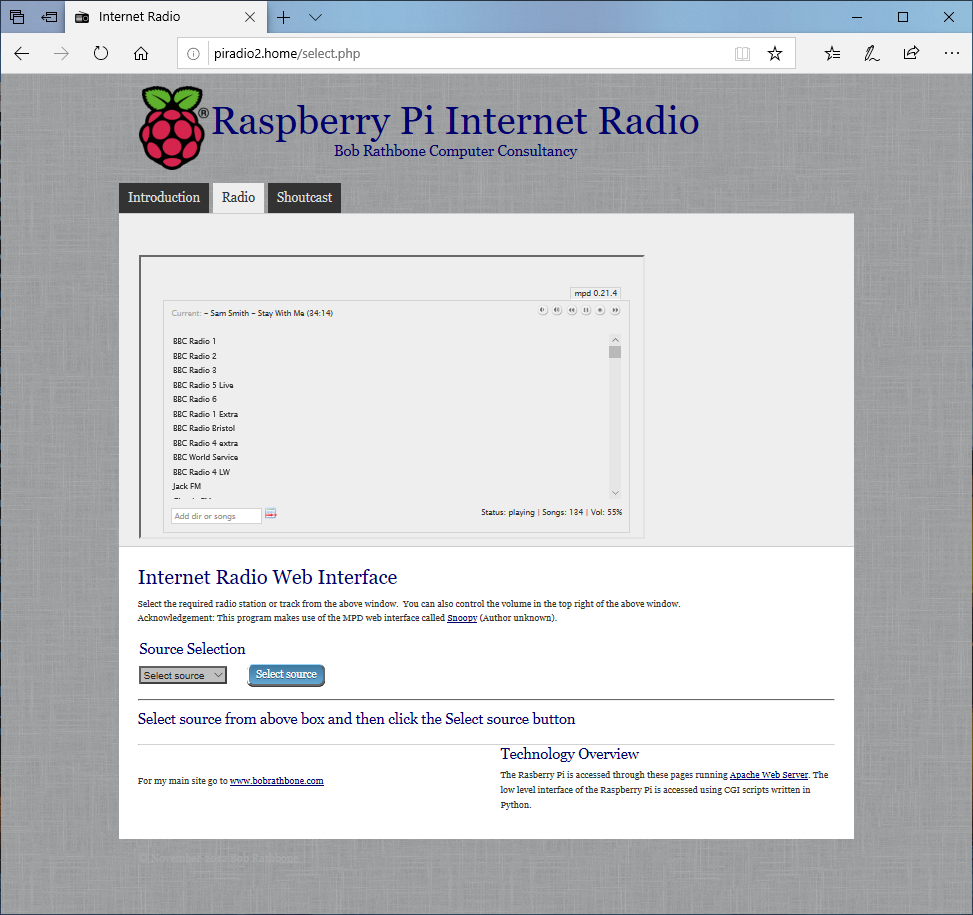 Internet Radio
piradio2.home/select.php
Raspberry Pi Internet Radio
®
Bob Rathbone Computer Consultancy
Introduction Radio Shoutcast
mpd 0.21.4
Current: – Sam Smith – Stay With Me (34:14)
BBC Radio 1
BBC Radio 2
BBC Radio 3
BBC Radio 5 Live
BBC Radio 6
BBC Radio 1 Extra
BBC Radio Bristol
BBC Radio 4 extra
BBC World Service
BBC Radio 4 LW
Jack FM
Add dir or songs
Status: playing | Songs: 134 | Vol: 55%
Internet Radio Web Interface
Select the required radio station or track from the above window. You can also control the volume in the top right of the above window.
Acknowledgement: This program makes use of the MPD web interface called Snoopy (Author unknown).
Source Selection
Select source Select source
Select source from above box and then click the Select source button
For my main site go to www.bobrathbone.com
Technology Overview
The Rasberry Pi is accessed through these pages running Apache Web Server. The
low level interface of the Raspberry Pi is accessed using CGI scripts written in
Python.
© November Bob Rathbone